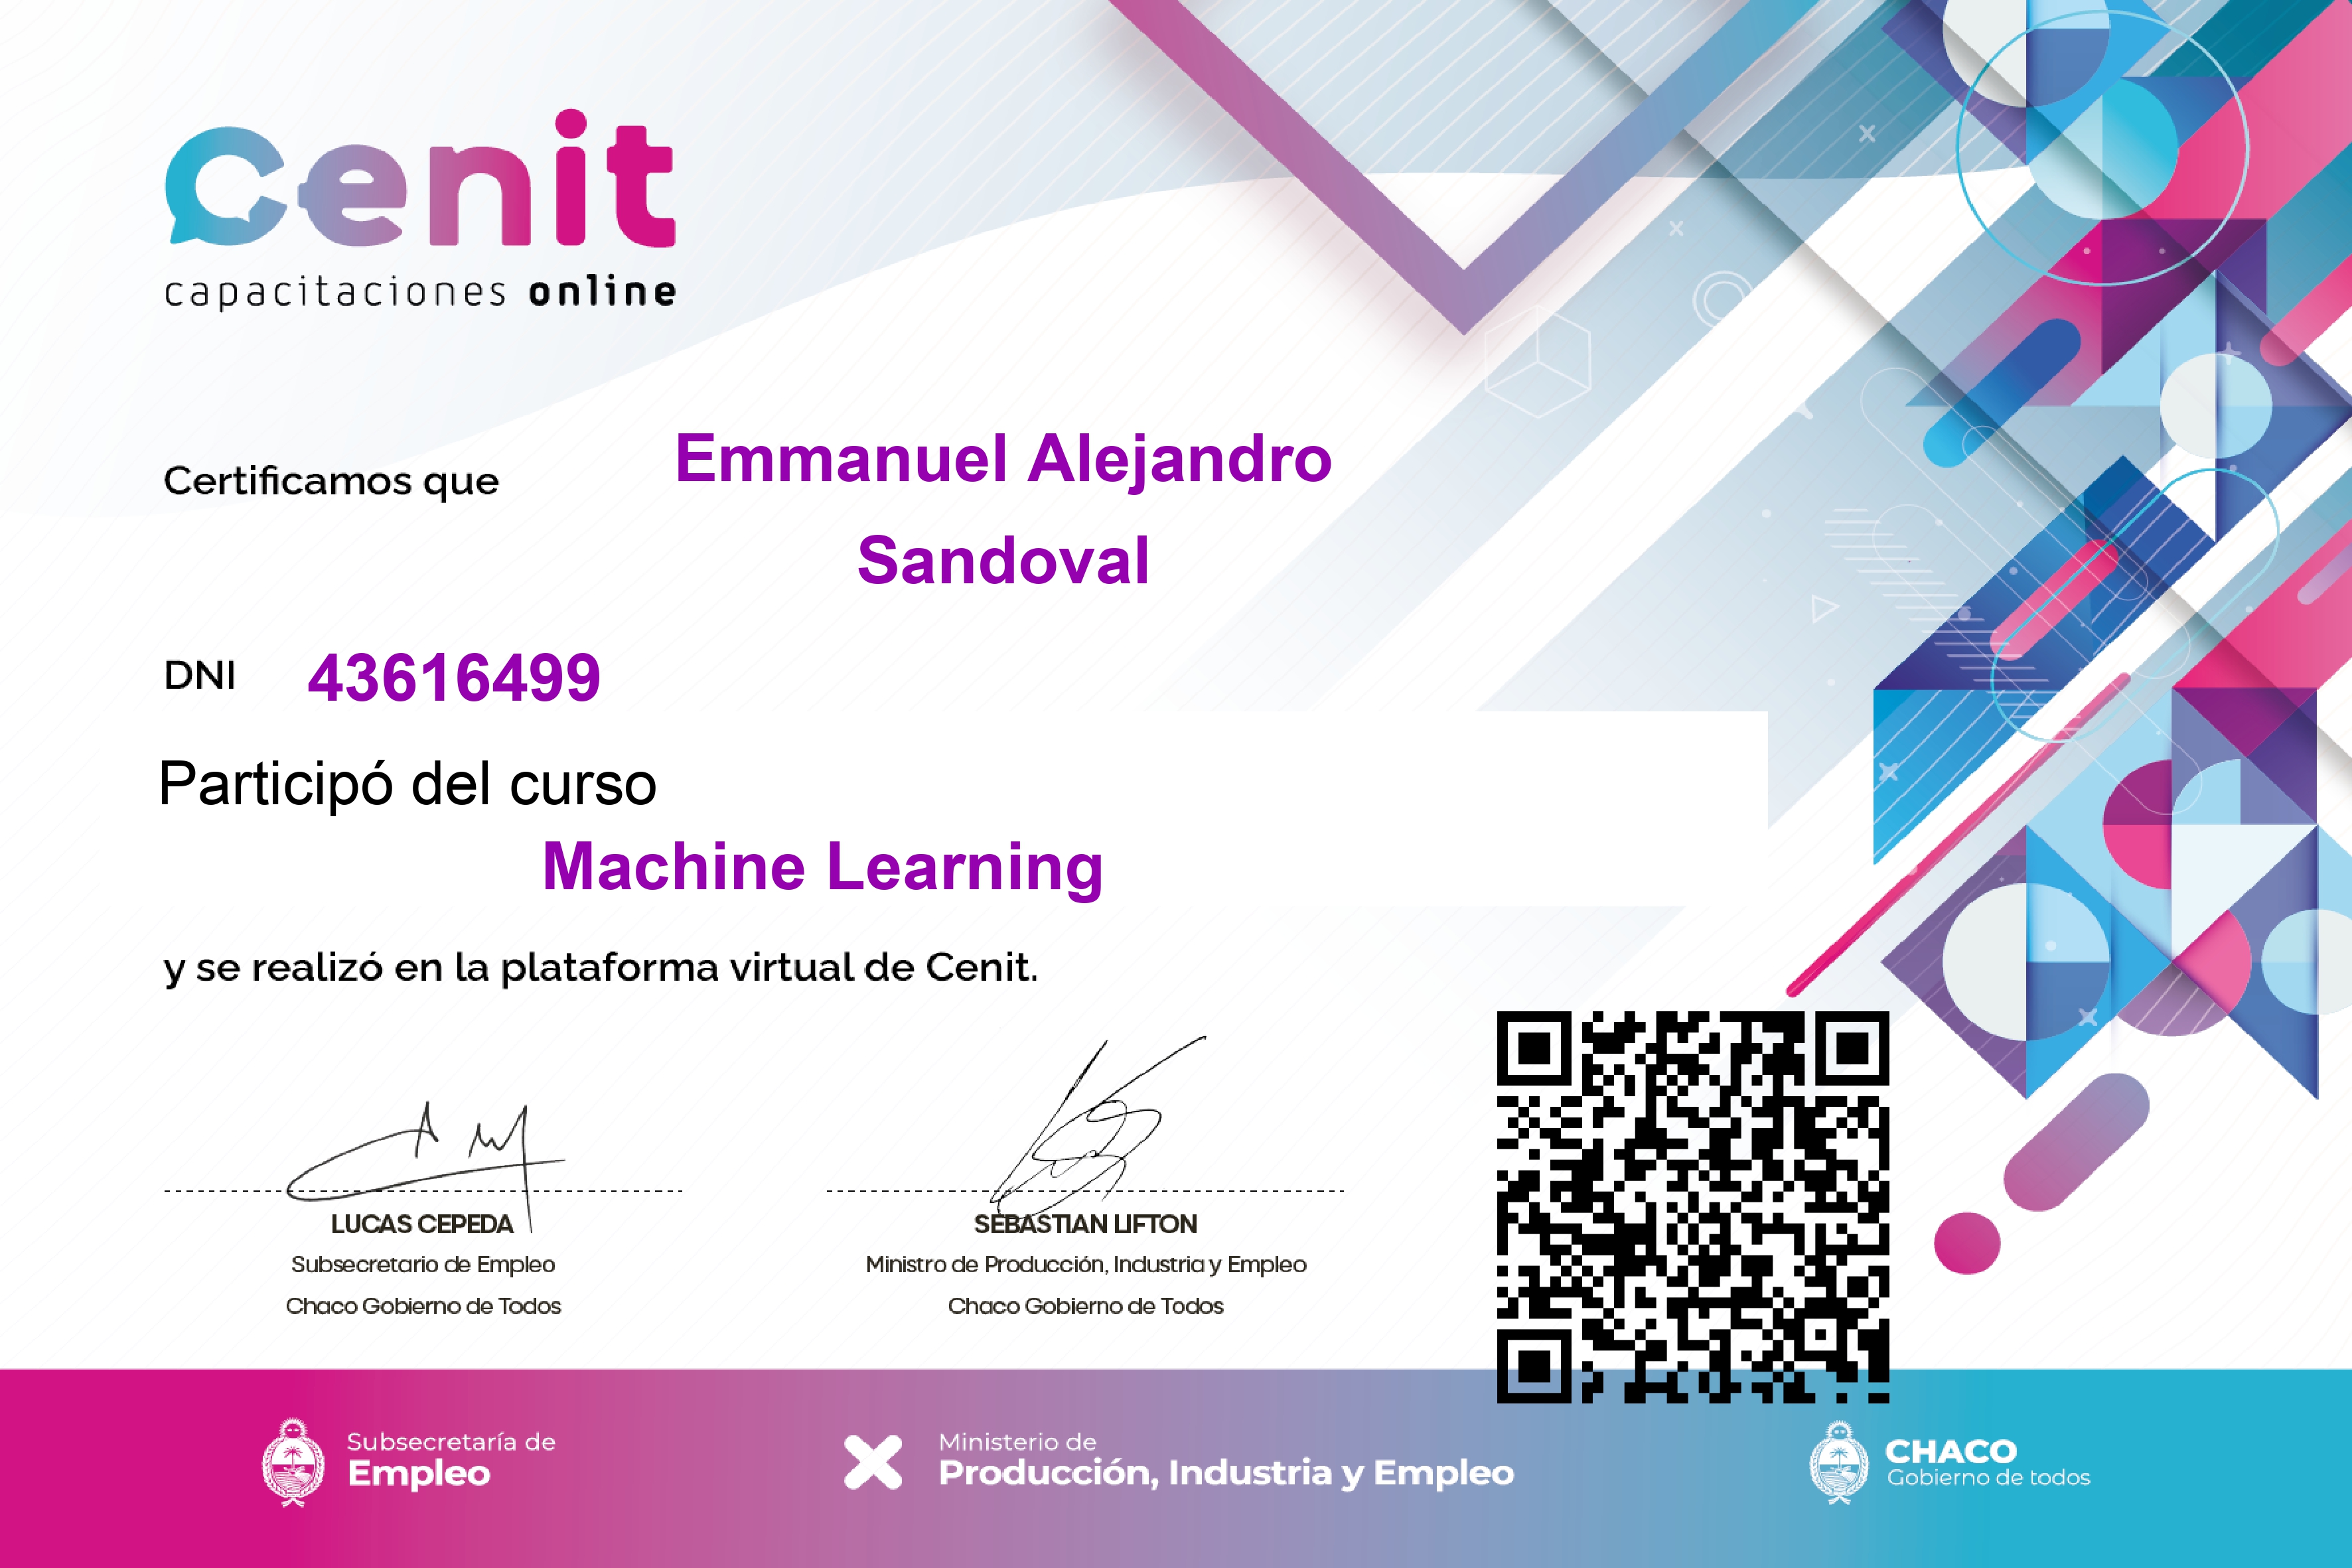 Cenit
capacitaciones online
Certificamos que
Emmanuel Alejandro
Sandoval
DNI 43616499
Participó del curso
Machine Learning
y se realizó en la plataforma virtual de Cenit.
LUCAS CEPEDA
Subsecretario de Empleo
Chaco Gobierno de Todos
SEBASTIAN LIFTON
Ministro de Producción, Industria y Empleo
Chaco Gobierno de Todos
Subsecretaría de
Empleo
Ministerio de
Producción, Industria y Empleo
CHACO
Gobierno de todos